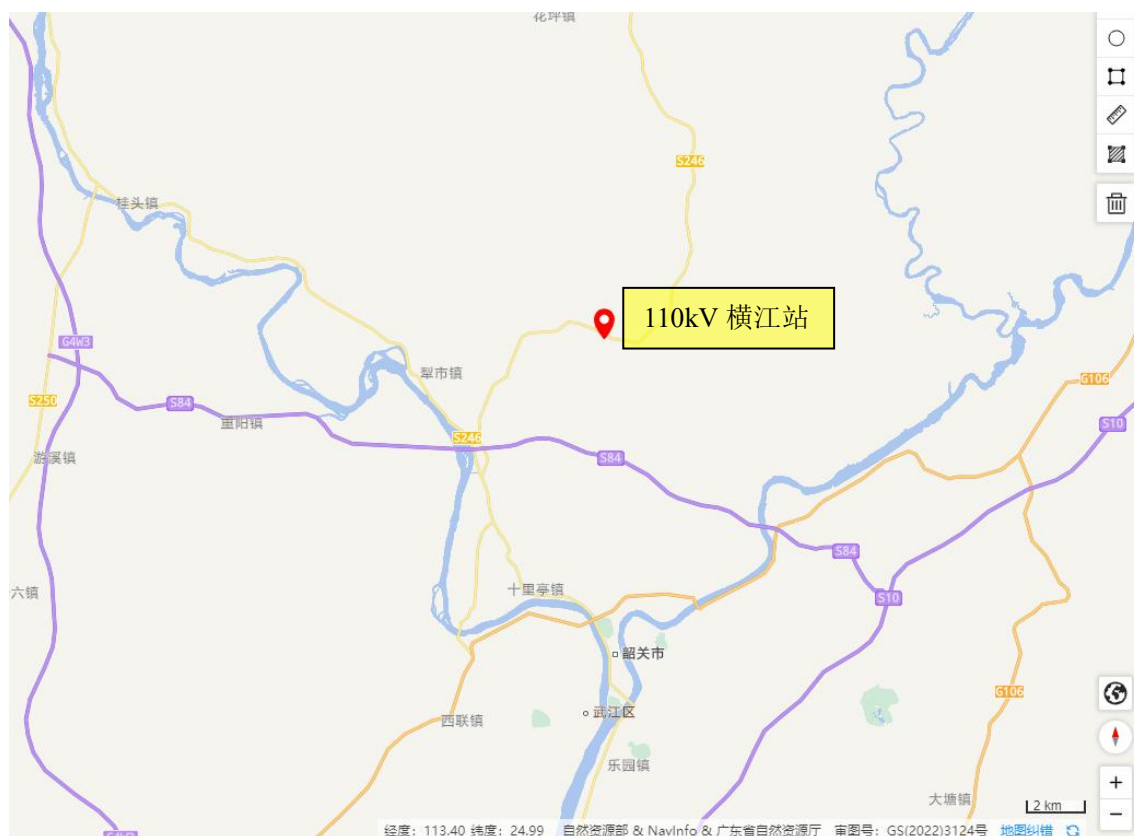 花坪镇
S246
桂头镇
110kV 横江站
G4W3
犁市镇
G106
S250
S84
重阳镇
S10
S246
游溪镇
S84
S84
六镇
十里亭镇
S10
韶关市
G106
武江区
西联镇
乐园镇
大塘镇
2 km
经度：113.40 纬度：24.99 自然资源部 & NavInfo & 广东省自然资源厅 审图号：GS(2022)3124号 地图纠错